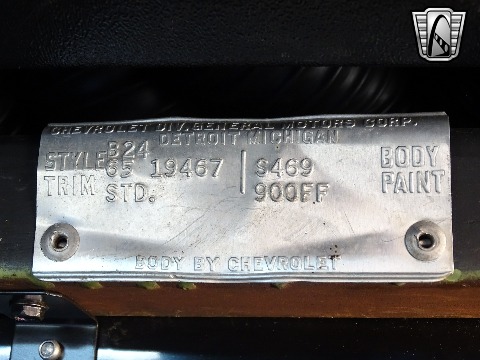 CHEVROLET DIV. GENERAL MOTORS CORP.
DETROIT MICHIGAN
B24
STYLE 65 19467 S469 BODY
TRIM STD. 900FF PAINT
BODY BY CHEVROLET